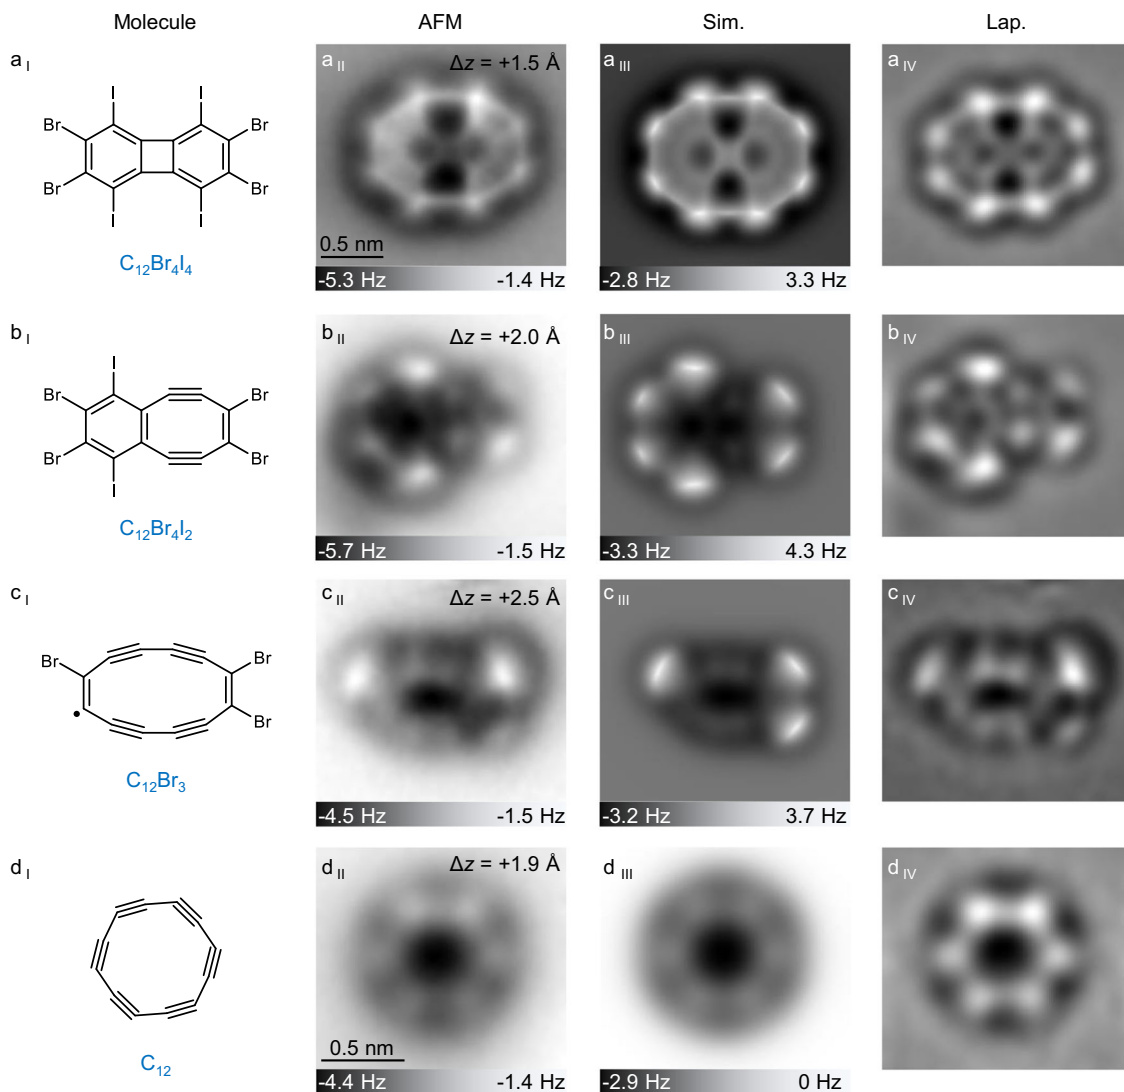 Molecule AFM Sim. Lap.
a I
a II
Δz = +1.5 Å
a III
a IV
I I
Br Br
Br Br
I I
0.5 nm
C12Br4I4
-5.3 Hz -1.4 Hz
-2.8 Hz 3.3 Hz
b I
b II
Δz = +2.0 Å
b III
b IV
I
Br Br
Br Br
I
C12Br4I2
-5.7 Hz -1.5 Hz
-3.3 Hz 4.3 Hz
c I
c II
Δz = +2.5 Å
c III
c IV
Br Br
Br
C12Br3
-4.5 Hz -1.5 Hz
-3.2 Hz 3.7 Hz
d I
d II
Δz = +1.9 Å
d III
d IV
0.5 nm
C12
-4.4 Hz -1.4 Hz
-2.9 Hz 0 Hz